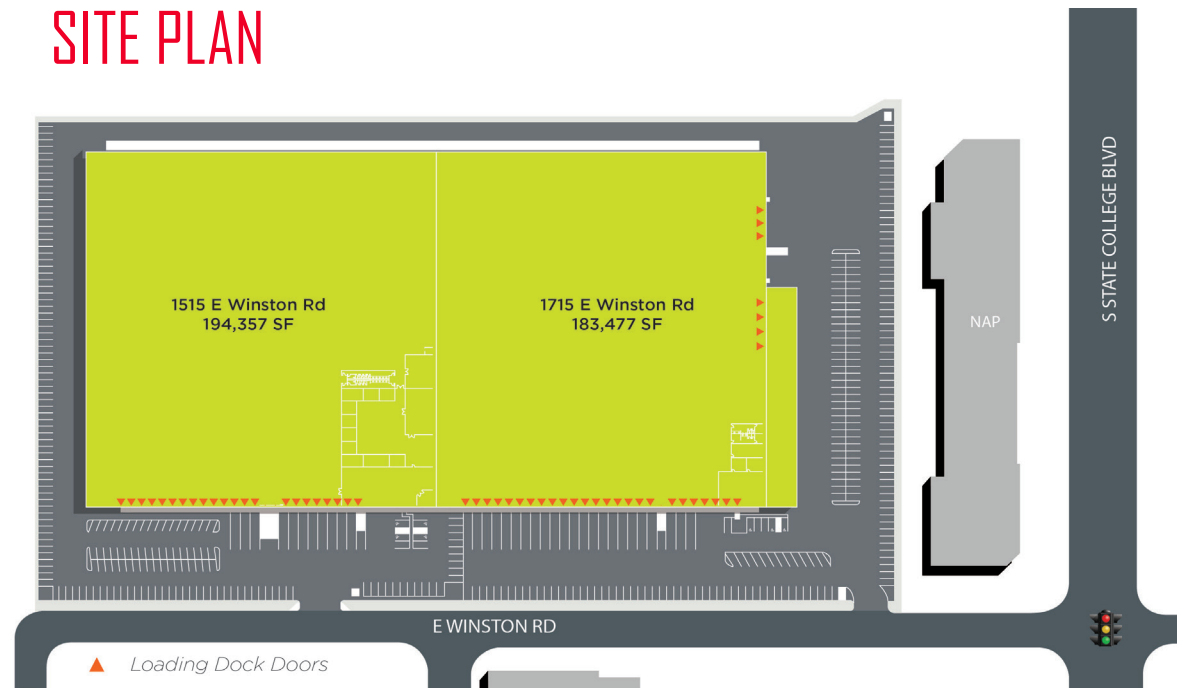 SITE PLAN
S STATE COLLEGE BLVD
1515 E Winston Rd
194,357 SF
1715 E Winston Rd
183,477 SF
NAP
E WINSTON RD
Loading Dock Doors